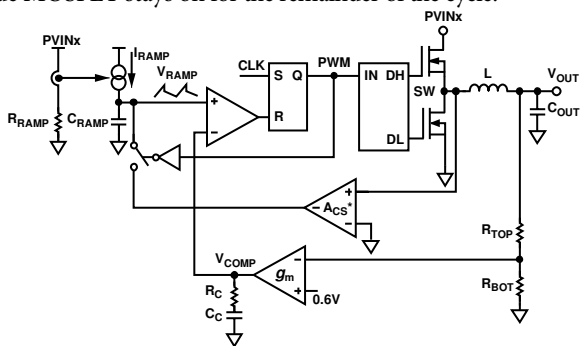 de MOSFET stays on for the remainder of the cycle.
PVINx
PVINx
IRAMP
VRAMP
CLK
S Q
R
PWM
IN DH
DL
SW
L
VOUT
COUT
RRAMP
CRAMP
+
−
+
− ACS*
−
RTOP
VCOMP
−
gm
+
0.6V
RBOT
RC
CC